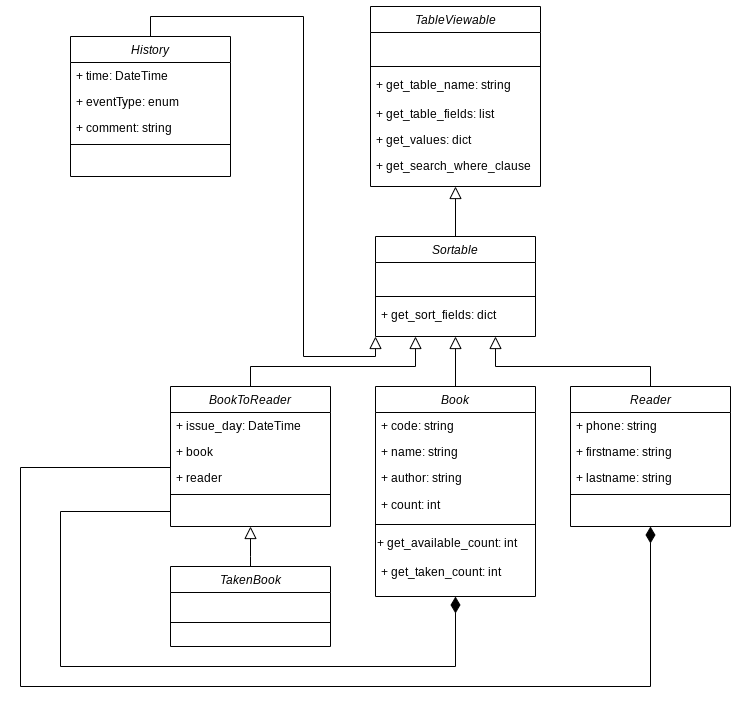 TableViewable
+ get_table_name: string
+ get_table_fields: list
+ get_values: dict
+ get_search_where_clause
History
+ time: DateTime
+ eventType: enum
+ comment: string
Sortable
+ get_sort_fields: dict
BookToReader
+ issue_day: DateTime
+ book
+ reader
Book
+ code: string
+ name: string
+ author: string
+ count: int
+ get_available_count: int
+ get_taken_count: int
Reader
+ phone: string
+ firstname: string
+ lastname: string
TakenBook